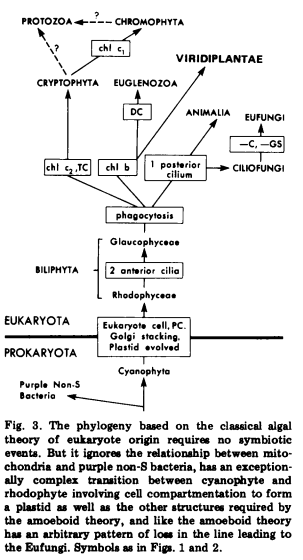 ?
PROTOZOA
CHROMOPHYTA
?
chl c₁
VIRIDIPLANTAE
CRYPTOPHYTA
EUGLENOZOA
DC
ANIMALIA
EUFUNGI
—C, —GS
chl c₂,TC
chl b
1 posterior
cilium
CILIOFUNGI
phagocytosis
Glaucophyceae
BILIPHYTA
2 anterior cilia
Rhodophyceae
EUKARYOTA
Eukaryote cell, PC.
Golgi stacking,
Plastid evolved
PROKARYOTA
Cyanophyta
Purple Non-S
Bacteria
Fig. 3. The phylogeny based on the classical algal
theory of eukaryote origin requires no symbiotic
events. But it ignores the relationship between mito-
chondria and purple non-S bacteria, has an exception-
ally complex transition between cyanophyte and
rhodophyte involving cell compartmentation to form
a plastid as well as the other structures required by
the amoeboid theory, and like the amoeboid theory
has an arbitrary pattern of loss in the line leading to
the Eufungi. Symbols as in Figs. 1 and 2.